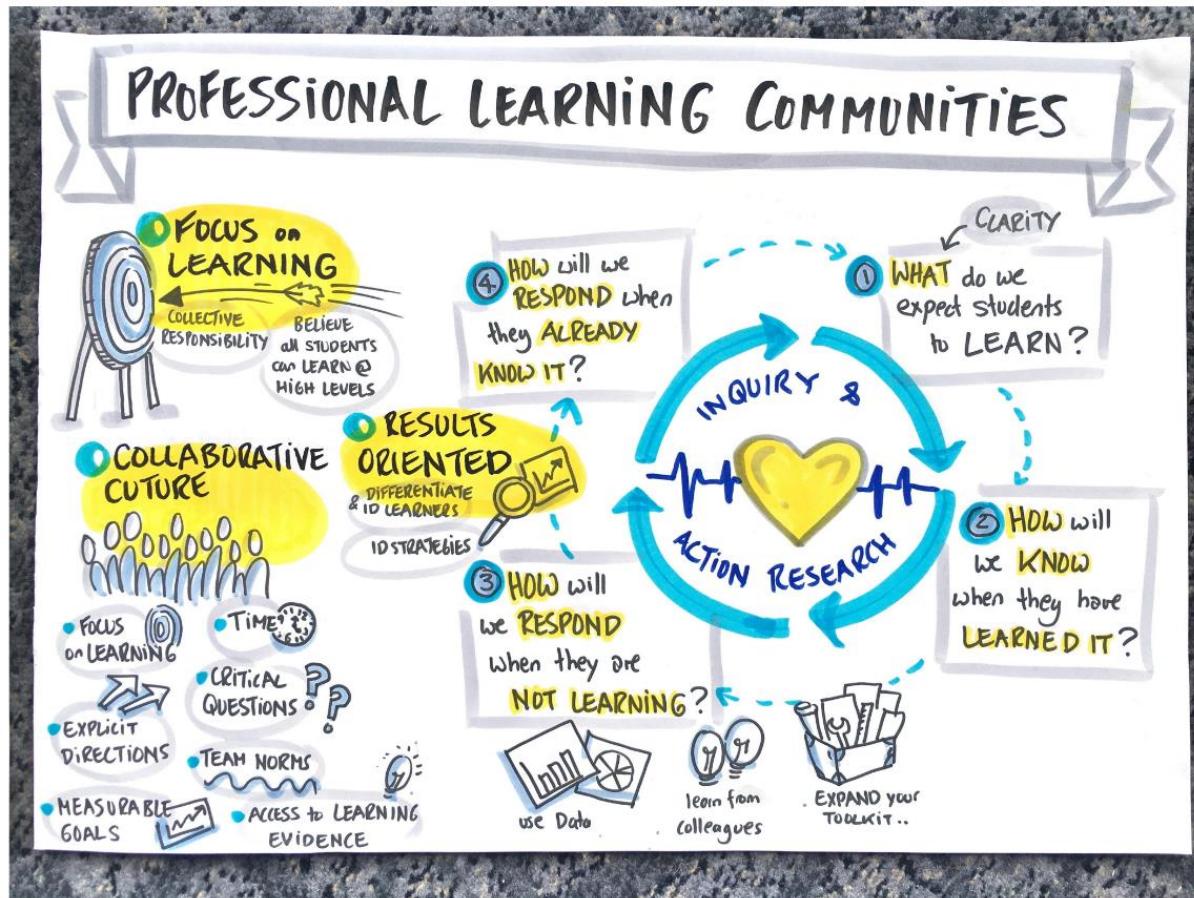 PROFESSIONAL LEARNING COMMUNITIES
FOCUS on
LEARNING
COLLECTIVE
RESPONSIBILITY
BELIEVE
all STUDENTS
can LEARN @
HIGH LEVELS
COLLABORATIVE
CUTURE
FOCUS
on LEARNING
TIME
CRITICAL
QUESTIONS
EXPLICIT
DIRECTIONS
TEAM NORMS
MEASURABLE
GOALS
ACCESS to LEARNING
EVIDENCE
RESULTS
ORIENTED
DIFFERENTIATE
& ID LEARNERS
ID STRATEGIES
CLARITY
1 WHAT do we
expect students
to LEARN?
2 HOW will
we KNOW
when they have
LEARNED IT?
3 HOW will
we RESPOND
when they are
NOT LEARNING?
4. HOW will we
RESPOND when
they ALREADY
KNOW IT?
INQUIRY &
ACTION RESEARCH
use Data
learn from
colleagues
. EXPAND your
TOOLKIT..